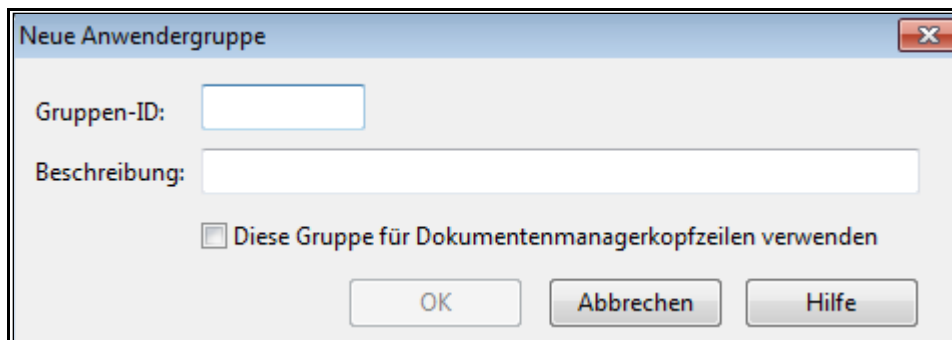 Neue Anwendergruppe
Gruppen-ID:
Beschreibung:
Diese Gruppe für Dokumentenmanagerkopfzeilen verwenden
OK Abbrechen Hilfe